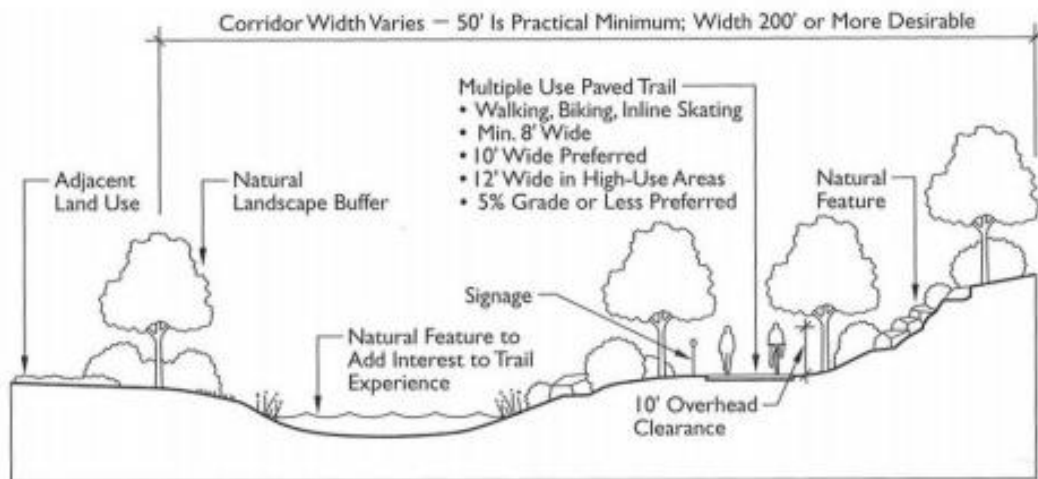 Corridor Width Varies — 50' Is Practical Minimum; Width 200' or More Desirable
Multiple Use Paved Trail
• Walking, Biking, Inline Skating
• Min. 8' Wide
• 10' Wide Preferred
• 12' Wide in High-Use Areas
• 5% Grade or Less Preferred
Adjacent
Land Use
Natural
Landscape Buffer
Natural
Feature
Signage
Natural Feature to
Add Interest to Trail
Experience
10' Overhead
Clearance